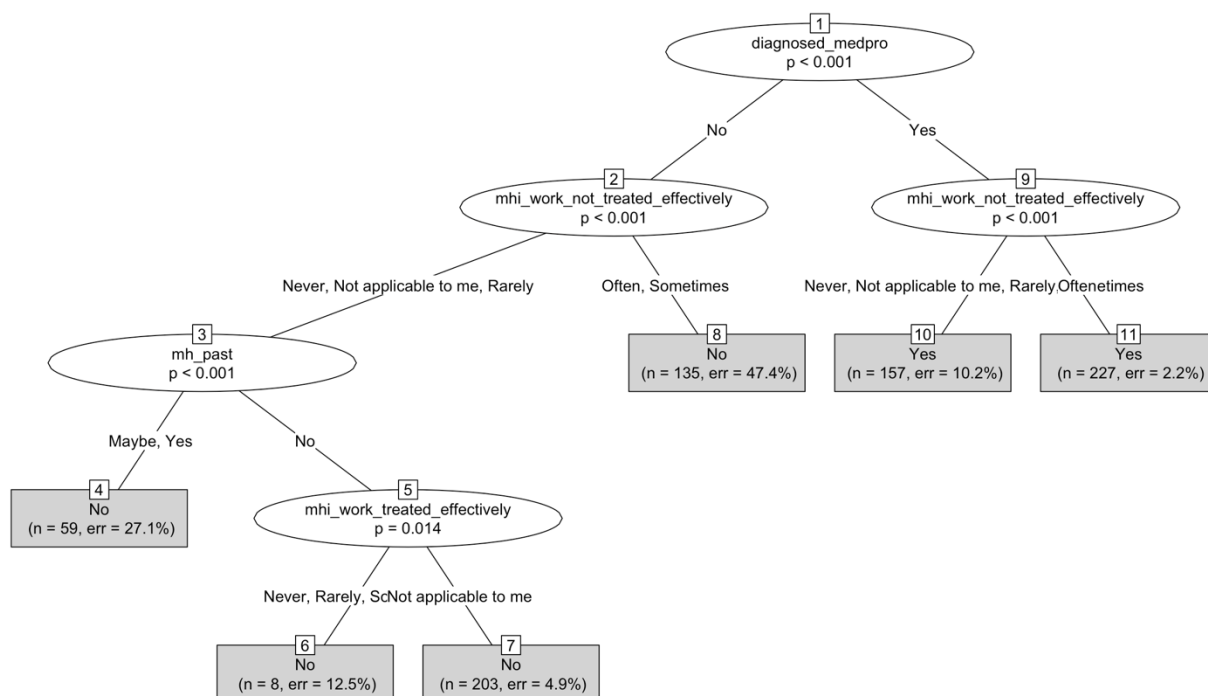 1
diagnosed_medpro
p < 0.001
No
Yes
2
mhi_work_not_treated_effectively
p < 0.001
9
mhi_work_not_treated_effectively
p < 0.001
Never, Not applicable to me, Rarely
Often, Sometimes
Never, Not applicable to me, Rarely
3
mh_past
p < 0.001
8
No
(n = 135, err = 47.4%)
10
Yes
(n = 157, err = 10.2%)
11
Yes
(n = 227, err = 2.2%)
Maybe, Yes
No
4
No
(n = 59, err = 27.1%)
5
mhi_work_treated_effectively
p = 0.014
Never, Rarely,
Not applicable to me
6
No
(n = 8, err = 12.5%)
7
No
(n = 203, err = 4.9%)